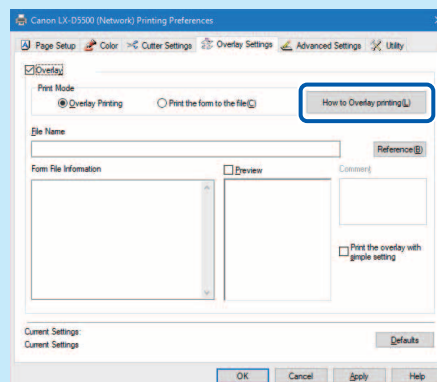 Canon LX-D5500 (Network) Printing Preferences
Page Setup Color Cutter Settings Overlay Settings Advanced Settings Utility
Overlay
Print Mode
Overlay Printing Print the form to the file(C) How to Overlay printing(L)
File Name
Reference(B)
Form File Information Preview Comment
Print the overlay with
simple setting
Current Settings:
Current Settings
Defaults
OK Cancel Apply Help